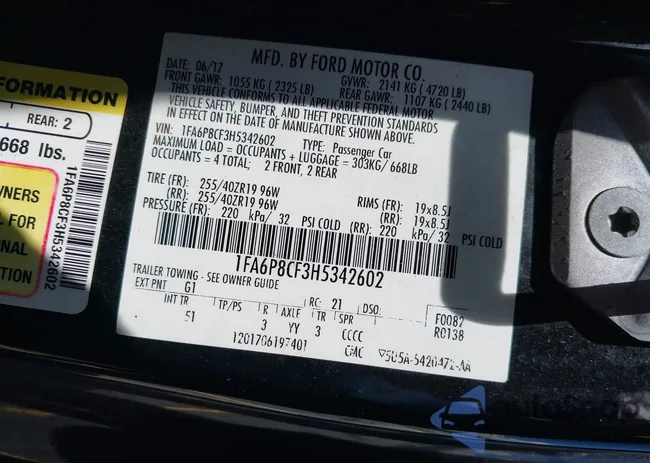 FORMATION
REAR: 2
668 lbs.
WNERS
L FOR
ONAL
ON
1FA6P8CF3H5342602
MFD. BY FORD MOTOR CO.
DATE: 06/17
GVWR: 2141 KG ( 4720 LB)
FRONT GAWR: 1055 KG ( 2325 LB)
REAR GAWR: 1107 KG ( 2440 LB)
THIS VEHICLE CONFORMS TO ALL APPLICABLE FEDERAL MOTOR
VEHICLE SAFETY, BUMPER, AND THEFT PREVENTION STANDARDS
IN EFFECT ON THE DATE OF MANUFACTURE SHOWN ABOVE.
VIN: 1FA6P8CF3H5342602
TYPE: Passenger Car
MAXIMUM LOAD = OCCUPANTS + LUGGAGE = 303KG/ 668LB
OCCUPANTS = 4 TOTAL; 2 FRONT, 2 REAR
TIRE (FR): 255/40ZR19 96W RIMS (FR): 19x8.5J
(RR): 255/40ZR19 96W (RR): 19x8.5J
PRESSURE (FR): 220 kPa/ 32 PSI COLD (RR): 220 kPa/ 32 PSI COLD
1FA6P8CF3H5342602
TRAILER TOWING - SEE OWNER GUIDE
EXT PNT G1 RC: 21 DSO: F0082
INT TR TP/PS R AXLE TR SPR R0138
51 3 YY 3 CCCC
GMC
AutoSnap